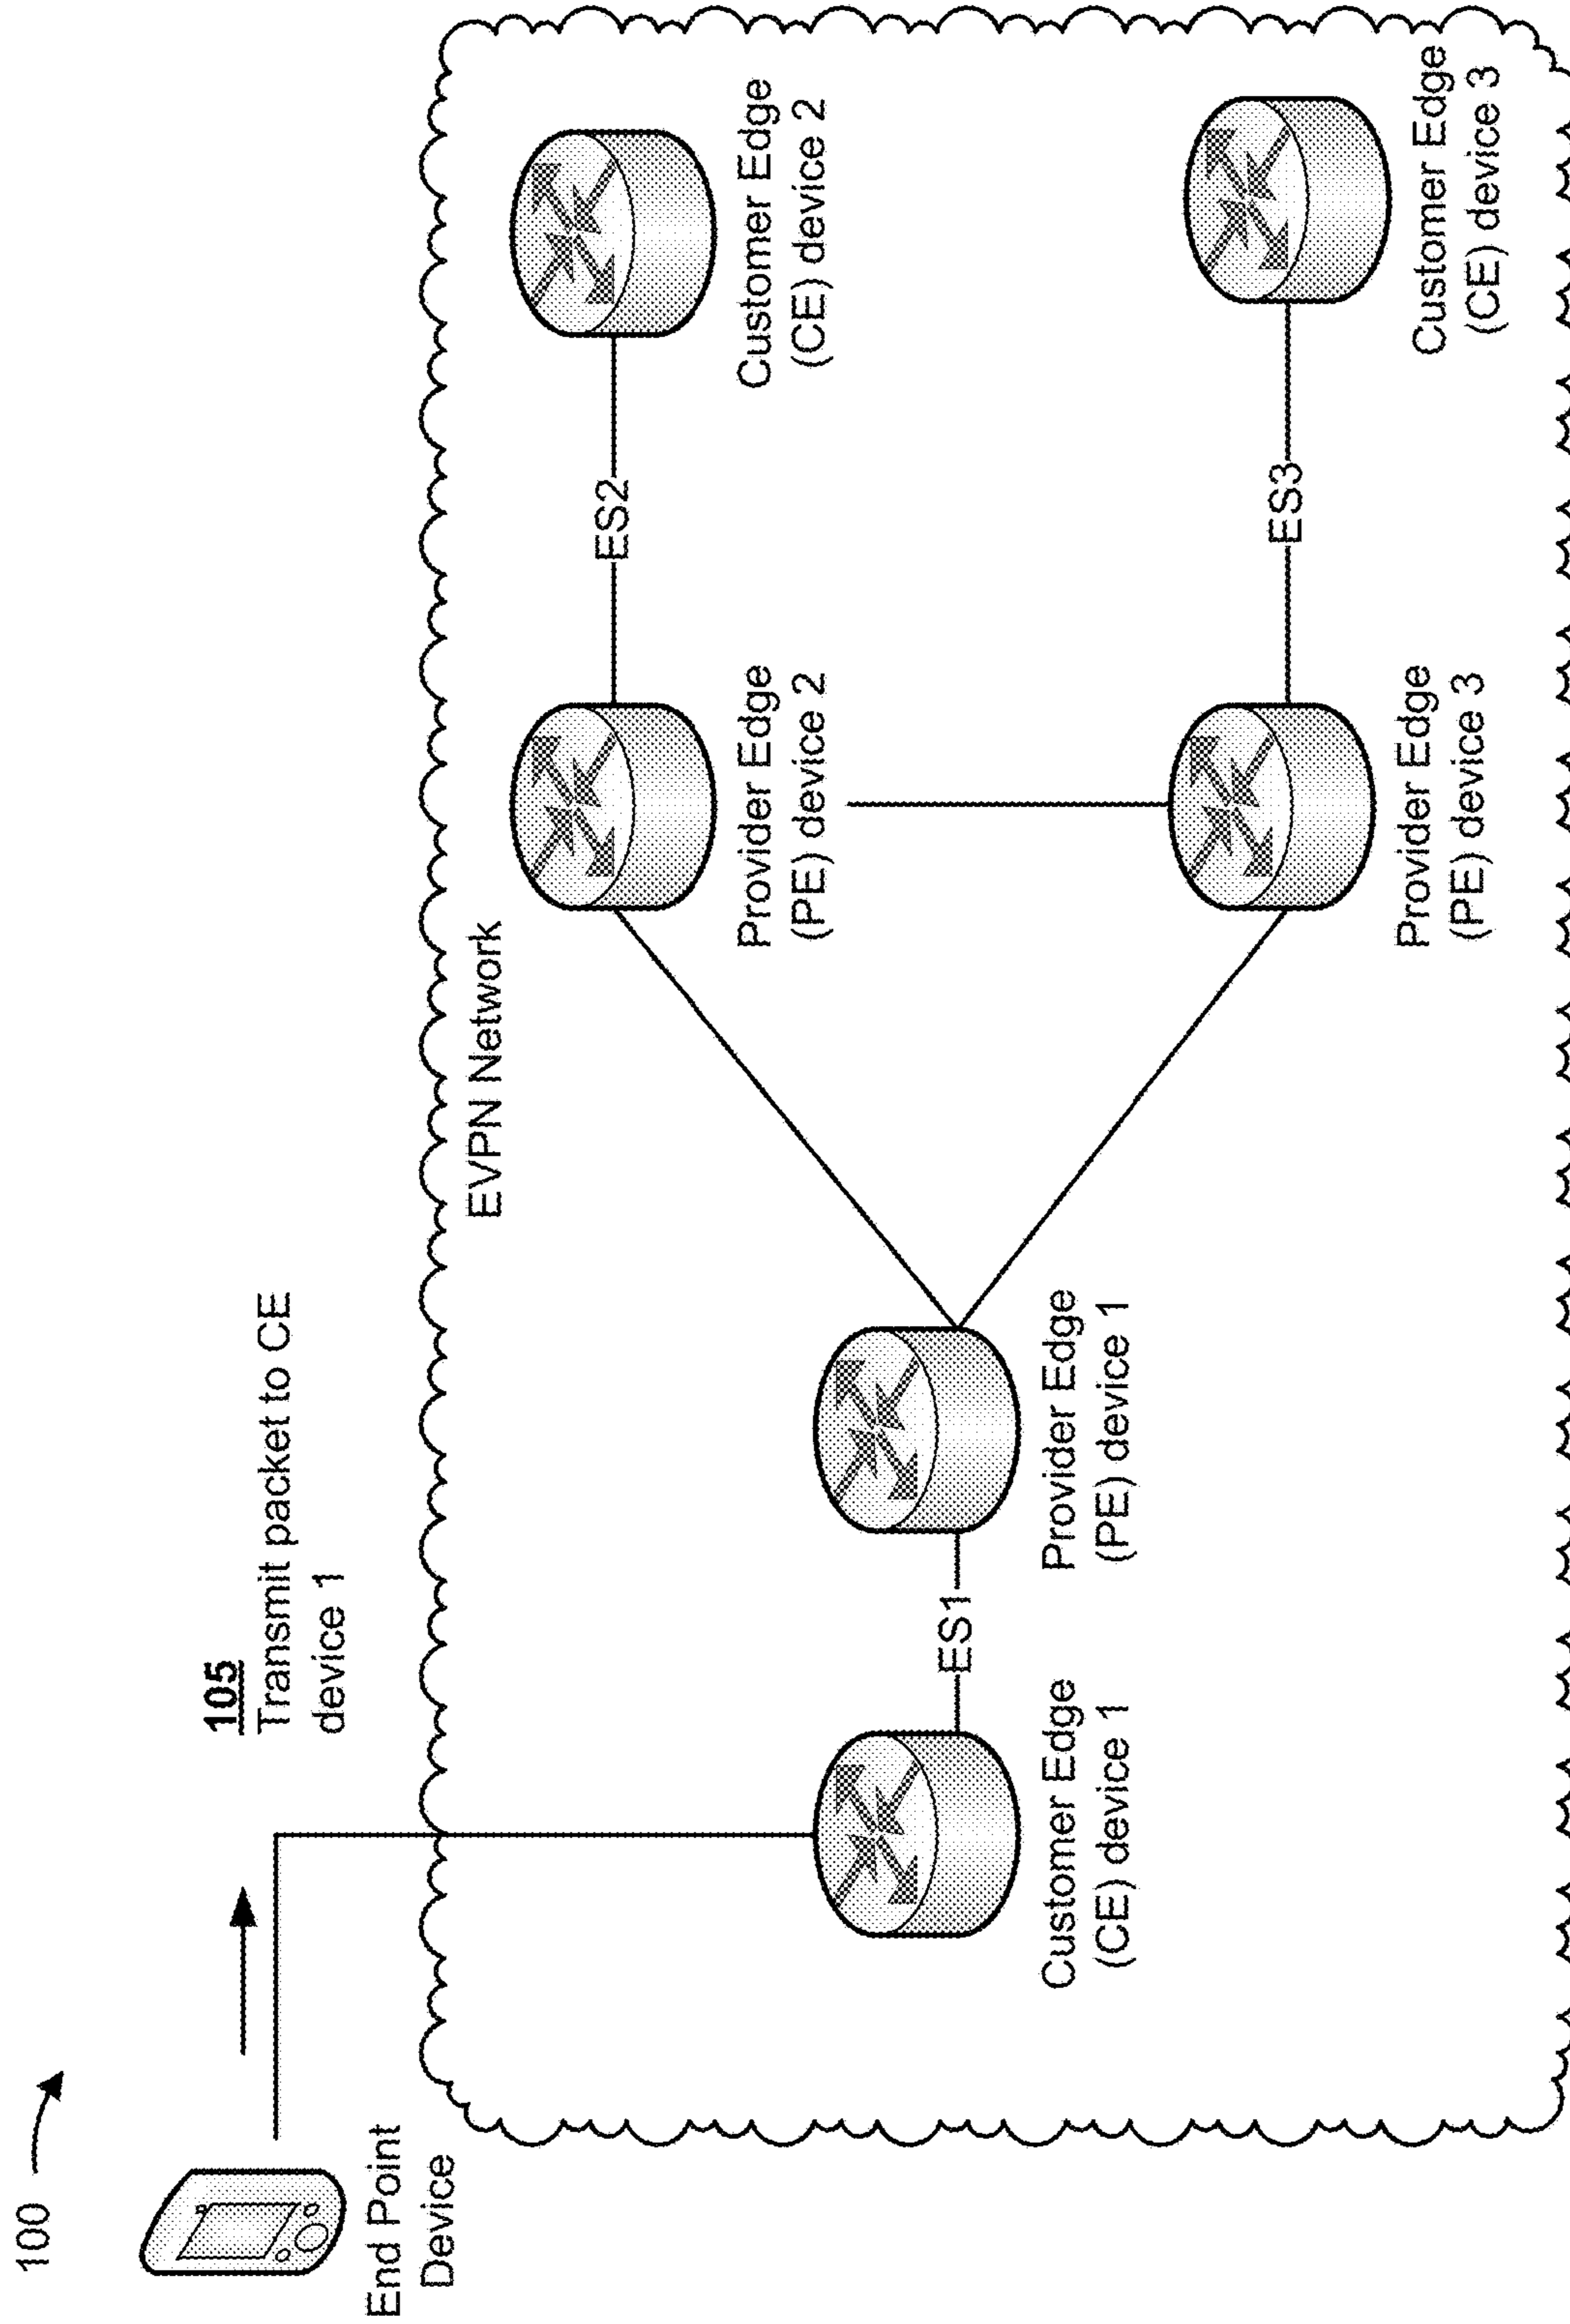 100
End Point
Device
105
Transmit packet to CE
device 1
EVPN Network
Customer Edge
(CE) device 1
ES1
Provider Edge
(PE) device 1
Provider Edge
(PE) device 2
ES2
Customer Edge
(CE) device 2
Provider Edge
(PE) device 3
ES3
Customer Edge
(CE) device 3